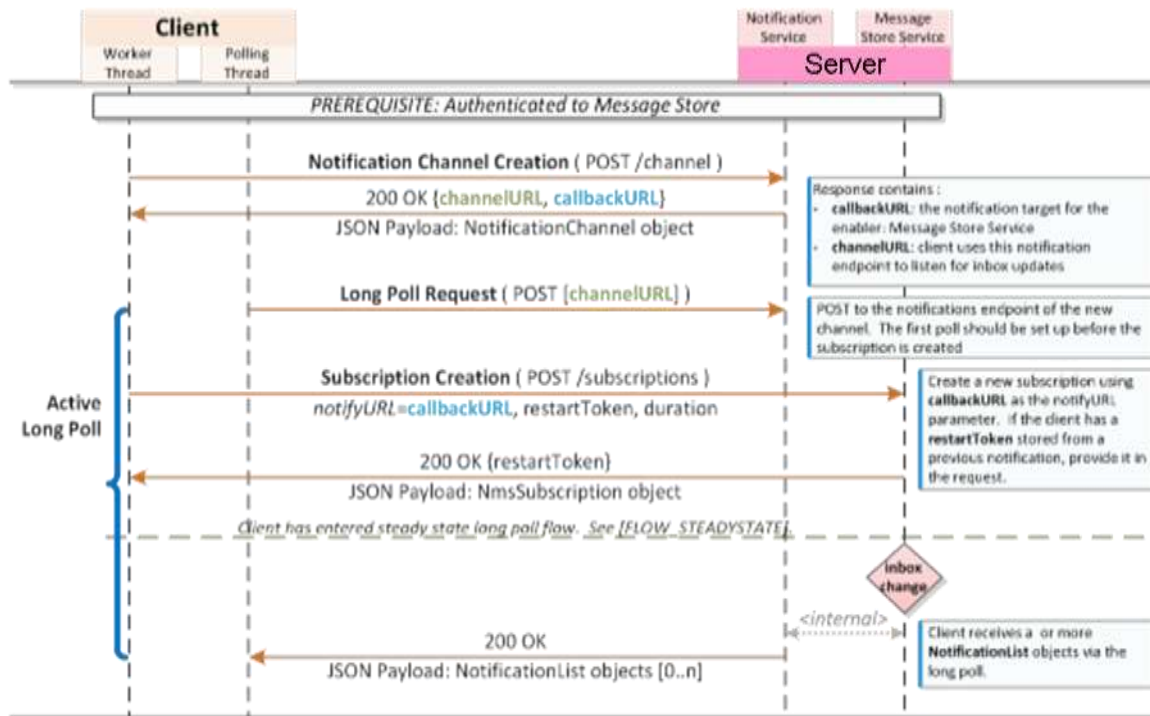 Client
Worker
Thread
Polling
Thread
Notification
Service
Message
Store Service
Server
PREREQUISITE: Authenticated to Message Store
Notification Channel Creation ( POST /channel )
200 OK {channelURL, callbackURL}
JSON Payload: NotificationChannel object
Response contains :
- callbackURL: the notification target for the
enabler: Message Store Service
- channelURL: client uses this notification
endpoint to listen for inbox updates
Long Poll Request ( POST [channelURL] )
POST to the notifications endpoint of the new
channel. The first poll should be set up before the
subscription is created
Active
Long Poll
Subscription Creation ( POST /subscriptions )
notifyURL=callbackURL, restartToken, duration
Create a new subscription using
callbackURL as the notifyURL
parameter. If the client has a
restartToken stored from a
previous notification, provide it in
the request.
200 OK {restartToken}
JSON Payload: NmsSubscription object
Client has entered steady state long poll flow. See [FLOW_STEADYSTATE].
inbox
change
<internal>
200 OK
JSON Payload: NotificationList objects [0..n]
Client receives a or more
NotificationList objects via the
long poll.